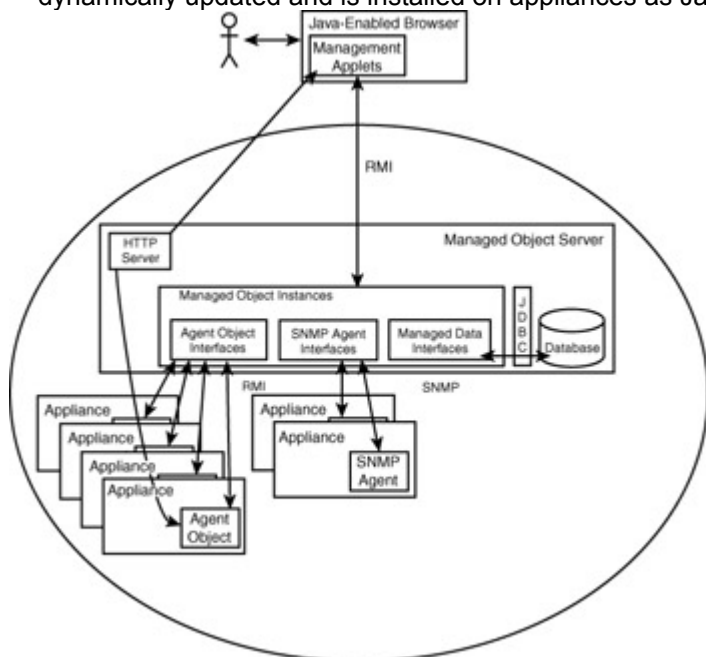 dynamically updated and is installed on appliances as Ja
Java-Enabled Browser
Management
Applets
RMI
HTTP
Server
Managed Object Server
Managed Object Instances
Agent Object
Interfaces
SNMP Agent
Interfaces
Managed Data
Interfaces
J
D
B
C
Database
RMI
SNMP
Appliance
Appliance
Appliance
Appliance
Agent
Object
Appliance
Appliance
SNMP
Agent